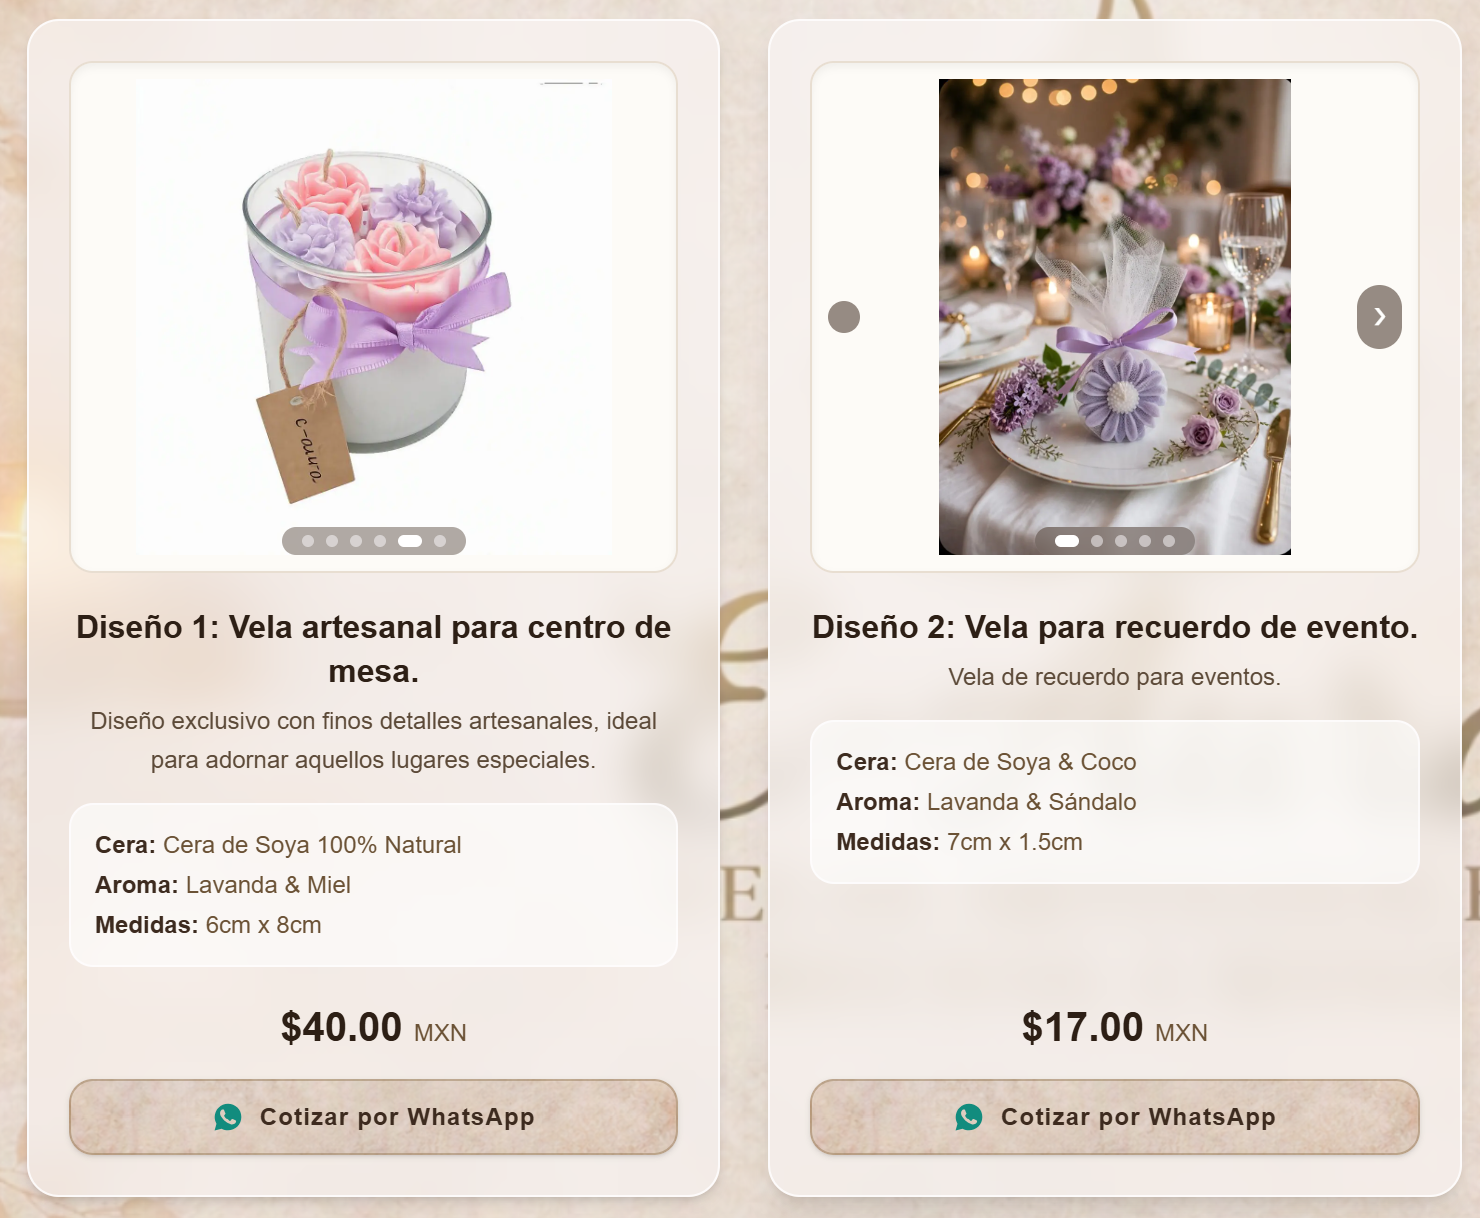 c-aura
Diseño 1: Vela artesanal para centro de
mesa.
Diseño exclusivo con finos detalles artesanales, ideal
para adornar aquellos lugares especiales.
Cera: Cera de Soya 100% Natural
Aroma: Lavanda & Miel
Medidas: 6cm x 8cm
$40.00 MXN
Cotizar por WhatsApp
Diseño 2: Vela para recuerdo de evento.
Vela de recuerdo para eventos.
Cera: Cera de Soya & Coco
Aroma: Lavanda & Sándalo
Medidas: 7cm x 1.5cm
$17.00 MXN
Cotizar por WhatsApp
e
E